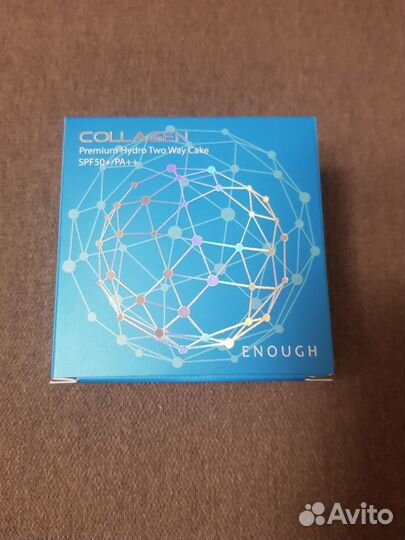 COLLAGEN
Premium Hydro Two Way Cake
SPF50+/PA++
ENOUGH
Avito